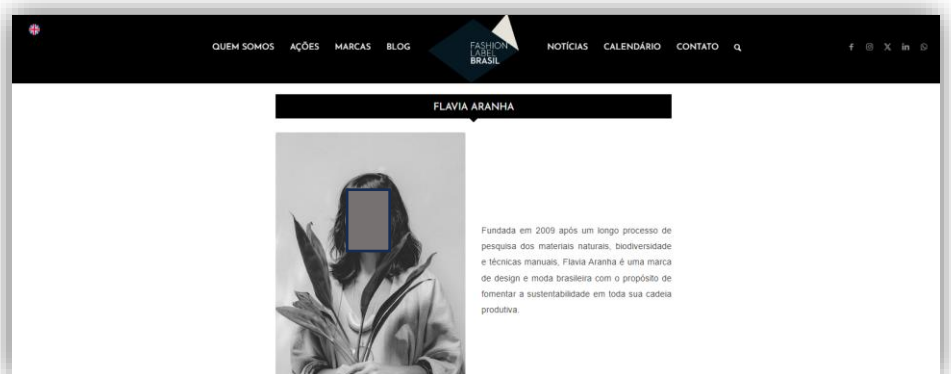 QUEM SOMOS AÇÕES MARCAS BLOG FASHION LABEL BRASIL NOTÍCIAS CALENDÁRIO CONTATO
FLAVIA ARANHA
Fundada em 2009 após um longo processo de
pesquisa dos materiais naturais, biodiversidade
e técnicas manuais, Flavia Aranha é uma marca
de design e moda brasileira com o propósito de
fomentar a sustentabilidade em toda sua cadeia
produtiva.